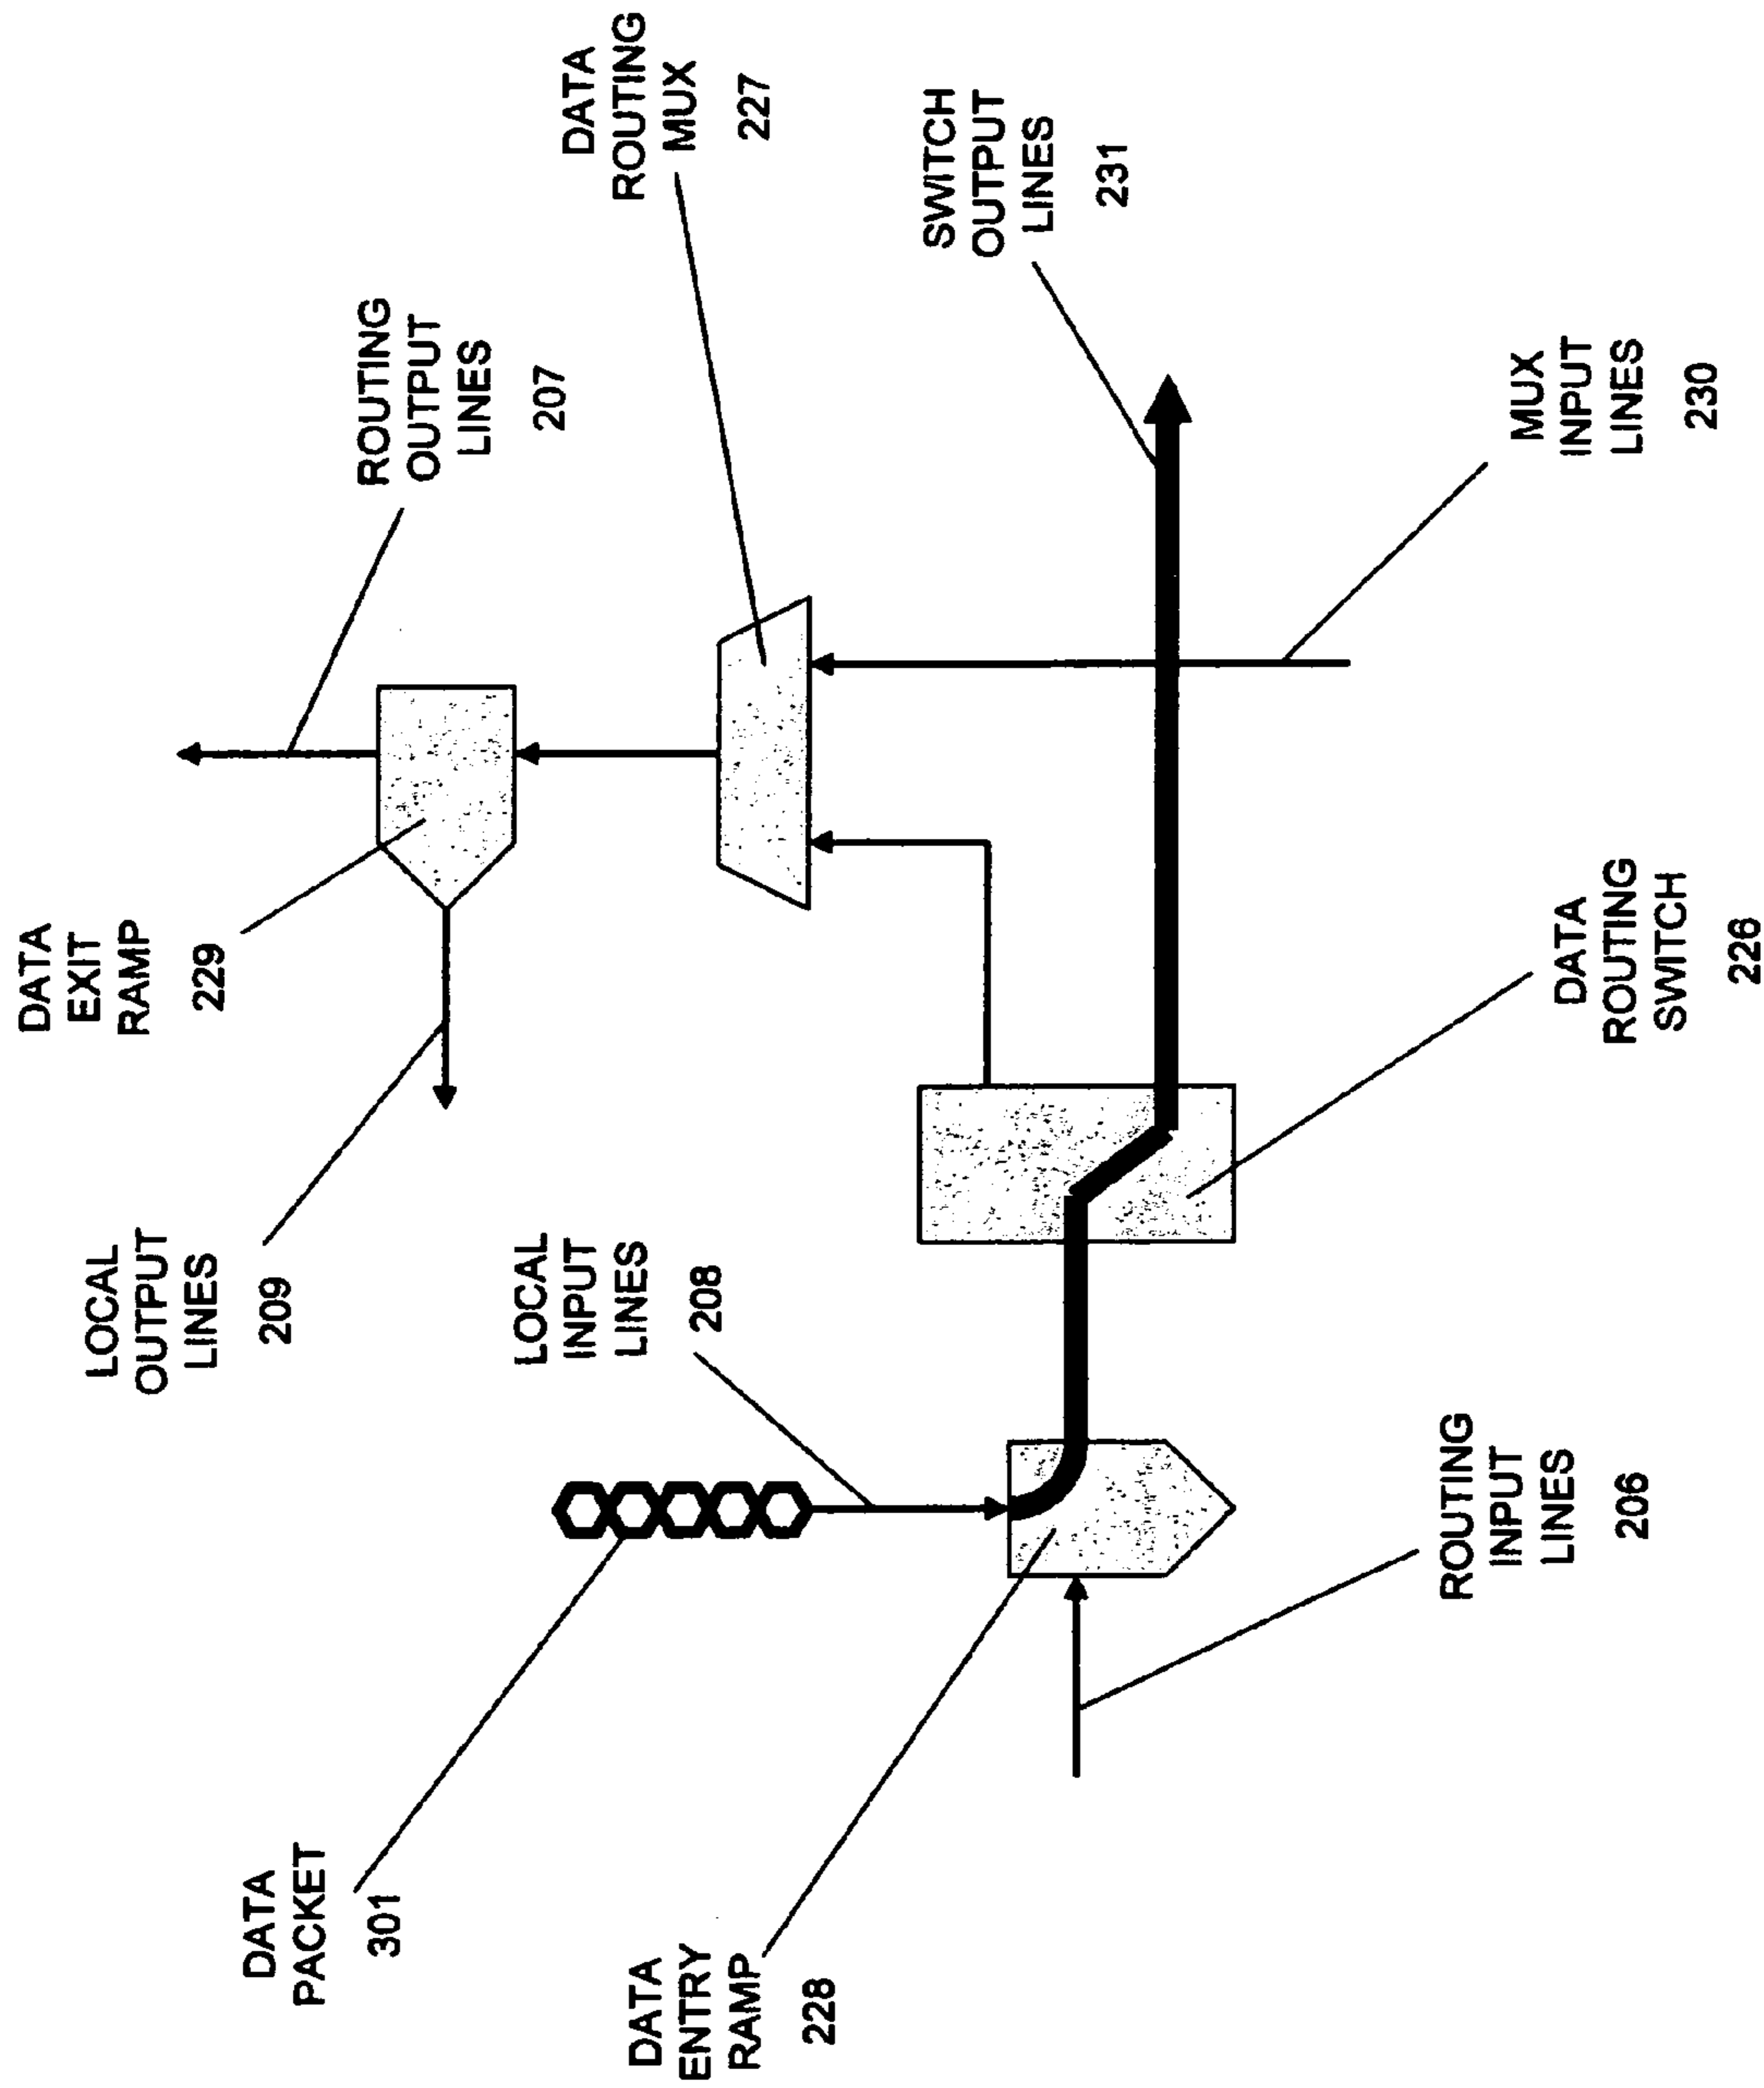 DATA
EXIT
RAMP
229
LOCAL
OUTPUT
LINES
209
DATA
PACKET
301
ROUTING
OUTPUT
LINES
207
LOCAL
INPUT
LINES
208
DATA
ROUTING
MUX
227
DATA
ENTRY
RAMP
228
SWITCH
OUTPUT
LINES
231
ROUTING
INPUT
LINES
206
DATA
ROUTING
SWITCH
226
MUX
INPUT
LINES
230